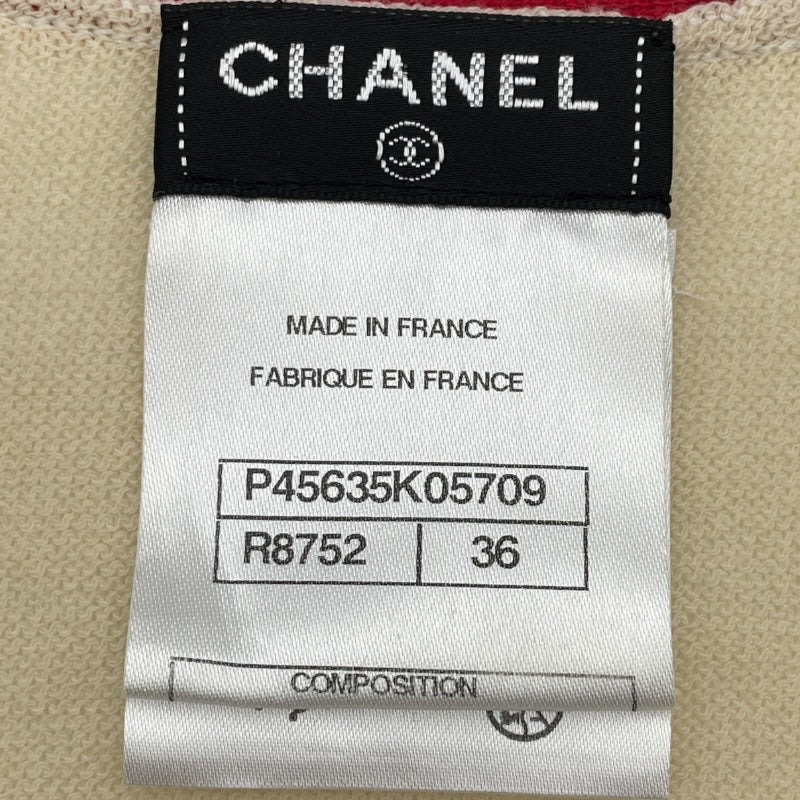 CHANEL
MADE IN FRANCE
FABRIQUE EN FRANCE
P45635K05709
R8752 36
COMPOSITION